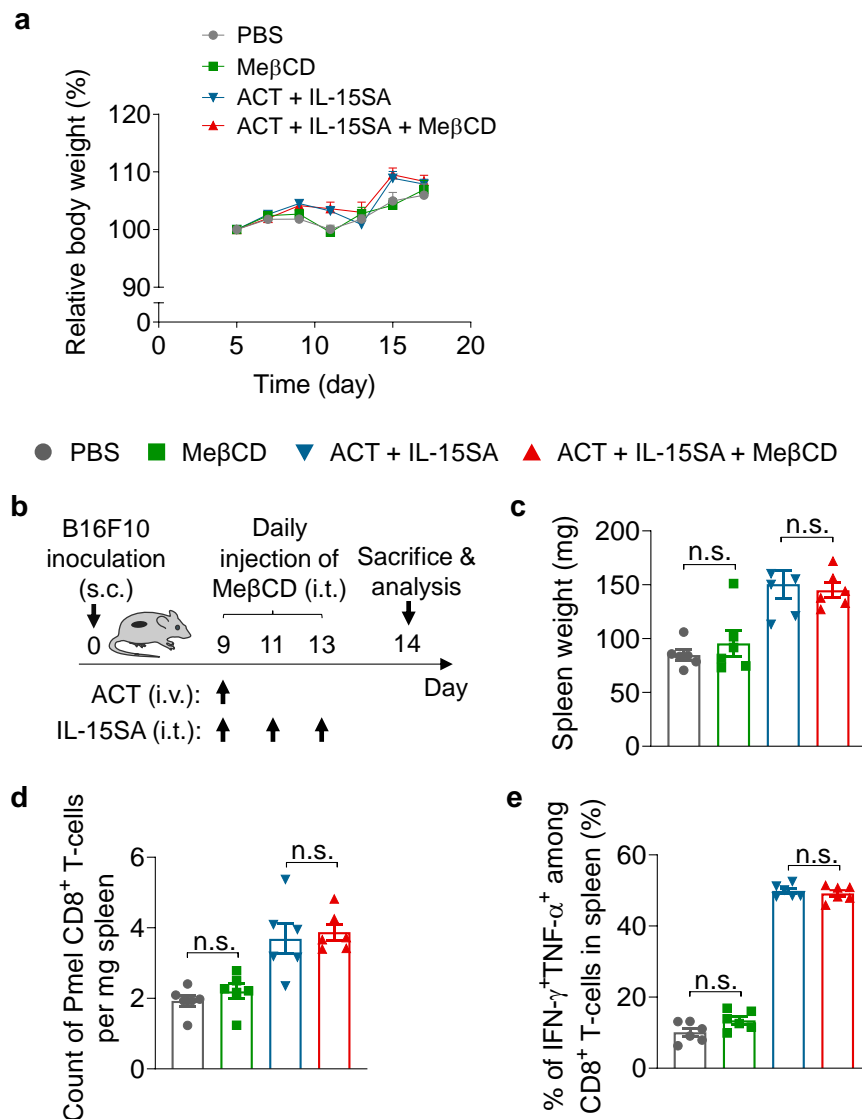 a
PBS
MeβCD
ACT + IL-15SA
ACT + IL-15SA + MeβCD
Relative body weight (%)
120
110
100
90
0
0 5 10 15 20
Time (day)
PBS MeβCD ACT + IL-15SA ACT + IL-15SA + MeβCD
b
B16F10
inoculation
(s.c.)
Daily
injection of
MeβCD (i.t.)
Sacrifice &
analysis
0 9 11 13 14
Day
ACT (i.v.):
IL-15SA (i.t.):
c
Spleen weight (mg)
200
150
100
50
0
n.s.
n.s.
d
Count of Pmel CD8⁺ T-cells
per mg spleen
6
4
2
0
n.s.
n.s.
e
% of IFN-γ⁺TNF-α⁺ among
CD8⁺ T-cells in spleen (%)
60
40
20
0
n.s.
n.s.